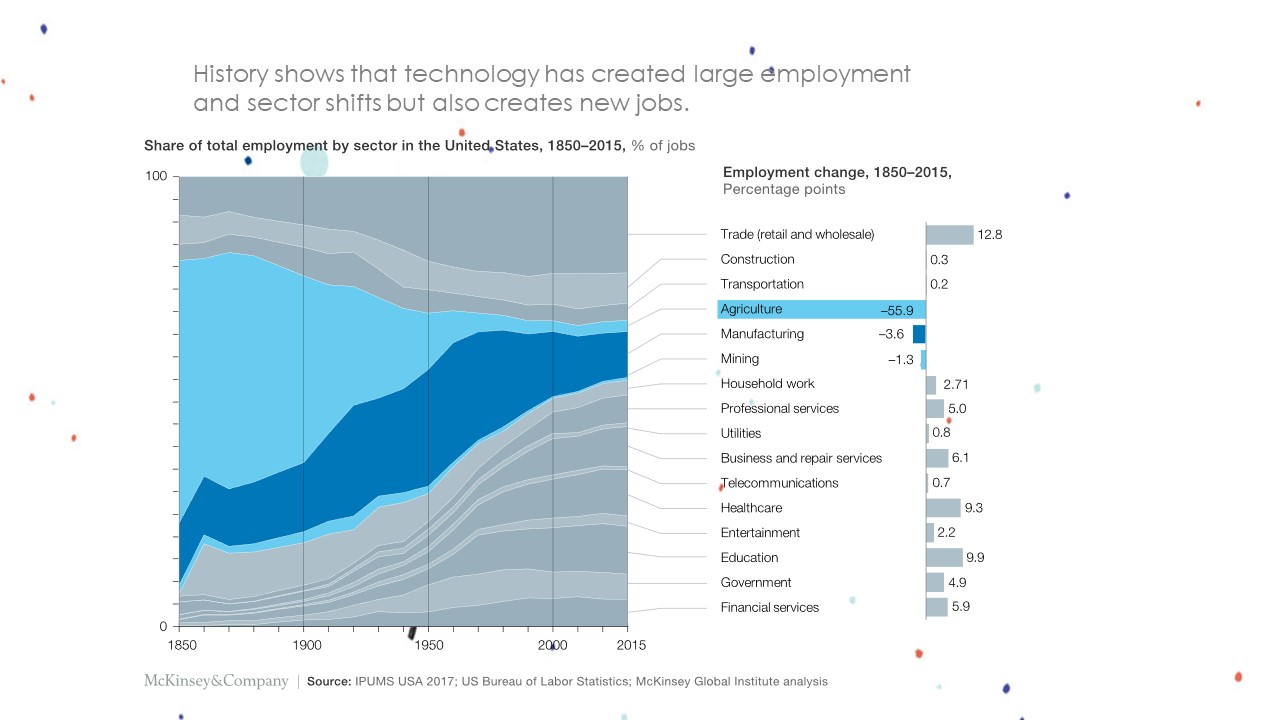 History shows that technology has created large employment
and sector shifts but also creates new jobs.
Share of total employment by sector in the United States, 1850–2015, % of jobs
100
0
1850
1900
1950
2000
2015
Employment change, 1850–2015,
Percentage points
Trade (retail and wholesale) 12.8
Construction 0.3
Transportation 0.2
Agriculture –55.9
Manufacturing –3.6
Mining –1.3
Household work 2.71
Professional services 5.0
Utilities 0.8
Business and repair services 6.1
Telecommunications 0.7
Healthcare 9.3
Entertainment 2.2
Education 9.9
Government 4.9
Financial services 5.9
McKinsey&Company | Source: IPUMS USA 2017; US Bureau of Labor Statistics; McKinsey Global Institute analysis